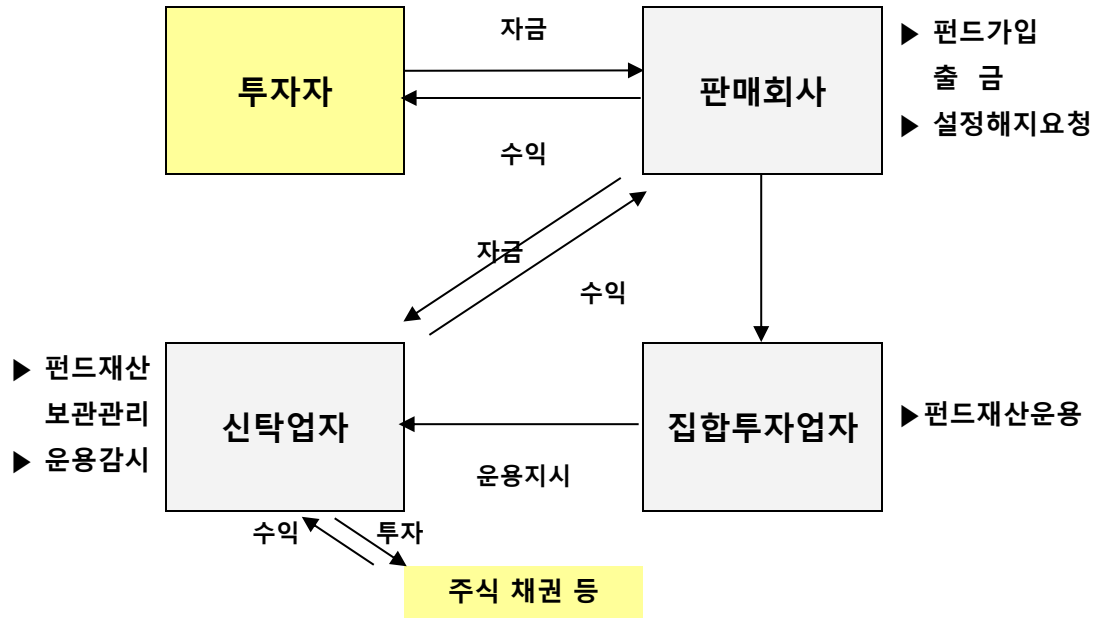 자금
투자자
판매회사
▶ 펀드가입
출 금
▶ 설정해지요청
수익
자금
수익
▶ 펀드재산
보관관리
▶ 운용감시
신탁업자
집합투자업자
▶펀드재산운용
운용지시
수익
투자
주식 채권 등